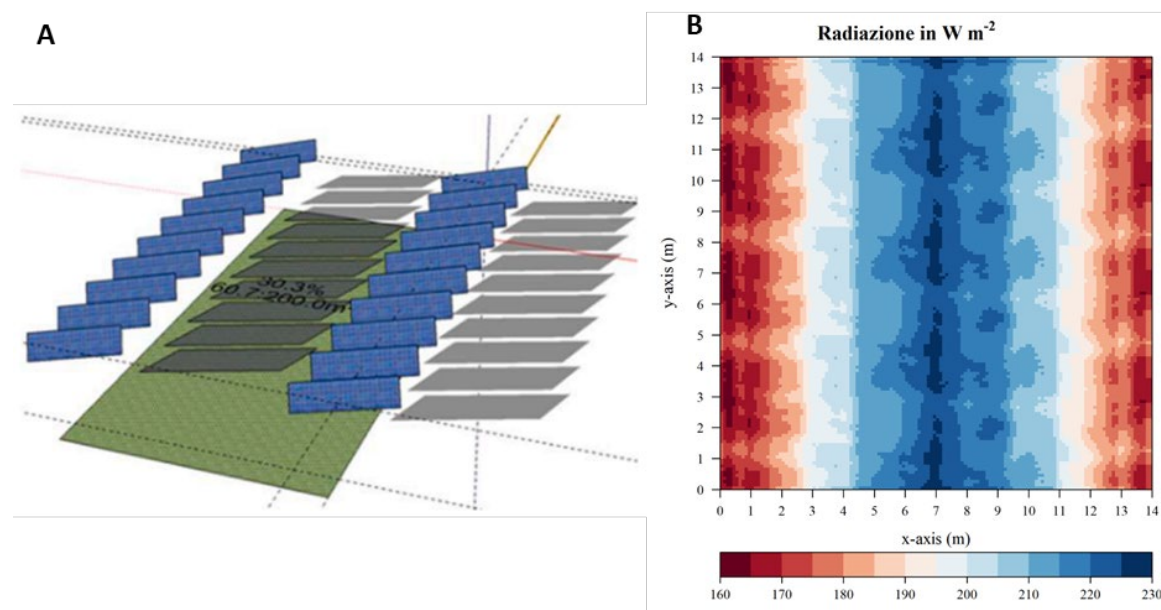 A
30.3%
60.7:200.0m
B
Radiazione in W m⁻²
14
13
12
11
10
9
8
7
6
5
4
3
2
1
0
y-axis (m)
0 1 2 3 4 5 6 7 8 9 10 11 12 13 14
x-axis (m)
160 170 180 190 200 210 220 230